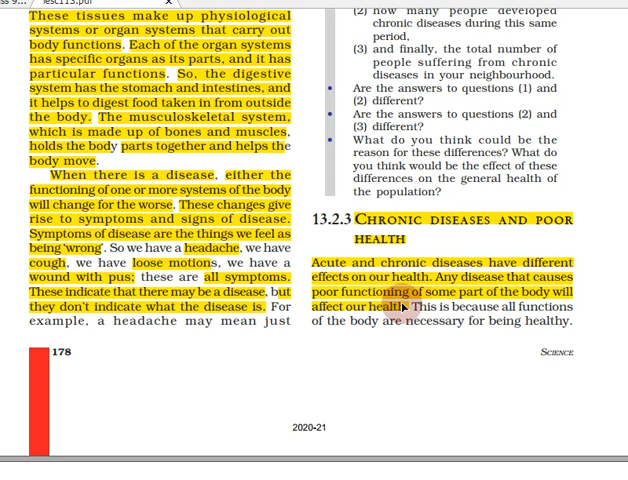 ss 9...
iesc113.pdf
These tissues make up physiological
systems or organ systems that carry out
body functions. Each of the organ systems
has specific organs as its parts, and it has
particular functions. So, the digestive
system has the stomach and intestines, and
it helps to digest food taken in from outside
the body. The musculoskeletal system,
which is made up of bones and muscles,
holds the body parts together and helps the
body move.
When there is a disease, either the
functioning of one or more systems of the body
will change for the worse. These changes give
rise to symptoms and signs of disease.
Symptoms of disease are the things we feel as
being 'wrong'. So we have a headache, we have
cough, we have loose motions, we have a
wound with pus; these are all symptoms.
These indicate that there may be a disease, but
they don't indicate what the disease is. For
example, a headache may mean just
178
(2) how many people developed
chronic diseases during this same
period,
(3) and finally, the total number of
people suffering from chronic
diseases in your neighbourhood.
• Are the answers to questions (1) and
(2) different?
• Are the answers to questions (2) and
(3) different?
• What do you think could be the
reason for these differences? What do
you think would be the effect of these
differences on the general health of
the population?
13.2.3 CHRONIC DISEASES AND POOR
HEALTH
Acute and chronic diseases have different
effects on our health. Any disease that causes
poor functioning of some part of the body will
affect our health. This is because all functions
of the body are necessary for being healthy.
SCIENCE
2020-21